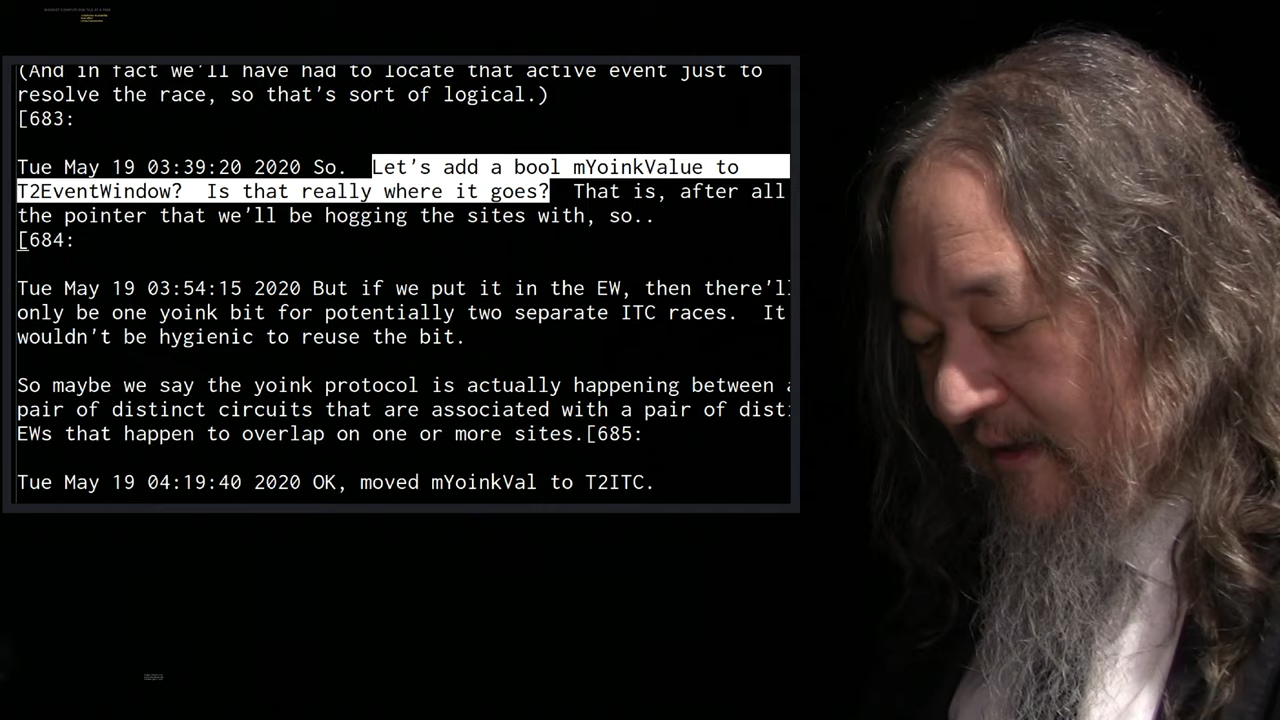 (And in fact we'll have had to locate that active event just to
resolve the race, so that's sort of logical.)
[683:
Tue May 19 03:39:20 2020 So.  Let's add a bool mYoinkValue to
T2EventWindow?  Is that really where it goes?  That is, after all
the pointer that we'll be hogging the sites with, so..
[684:
Tue May 19 03:54:15 2020 But if we put it in the EW, then there'll
only be one yoink bit for potentially two separate ITC races.  It
wouldn't be hygienic to reuse the bit.
So maybe we say the yoink protocol is actually happening between a
pair of distinct circuits that are associated with a pair of disti
EWs that happen to overlap on one or more sites.[685:
Tue May 19 04:19:40 2020 OK, moved mYoinkVal to T2ITC.